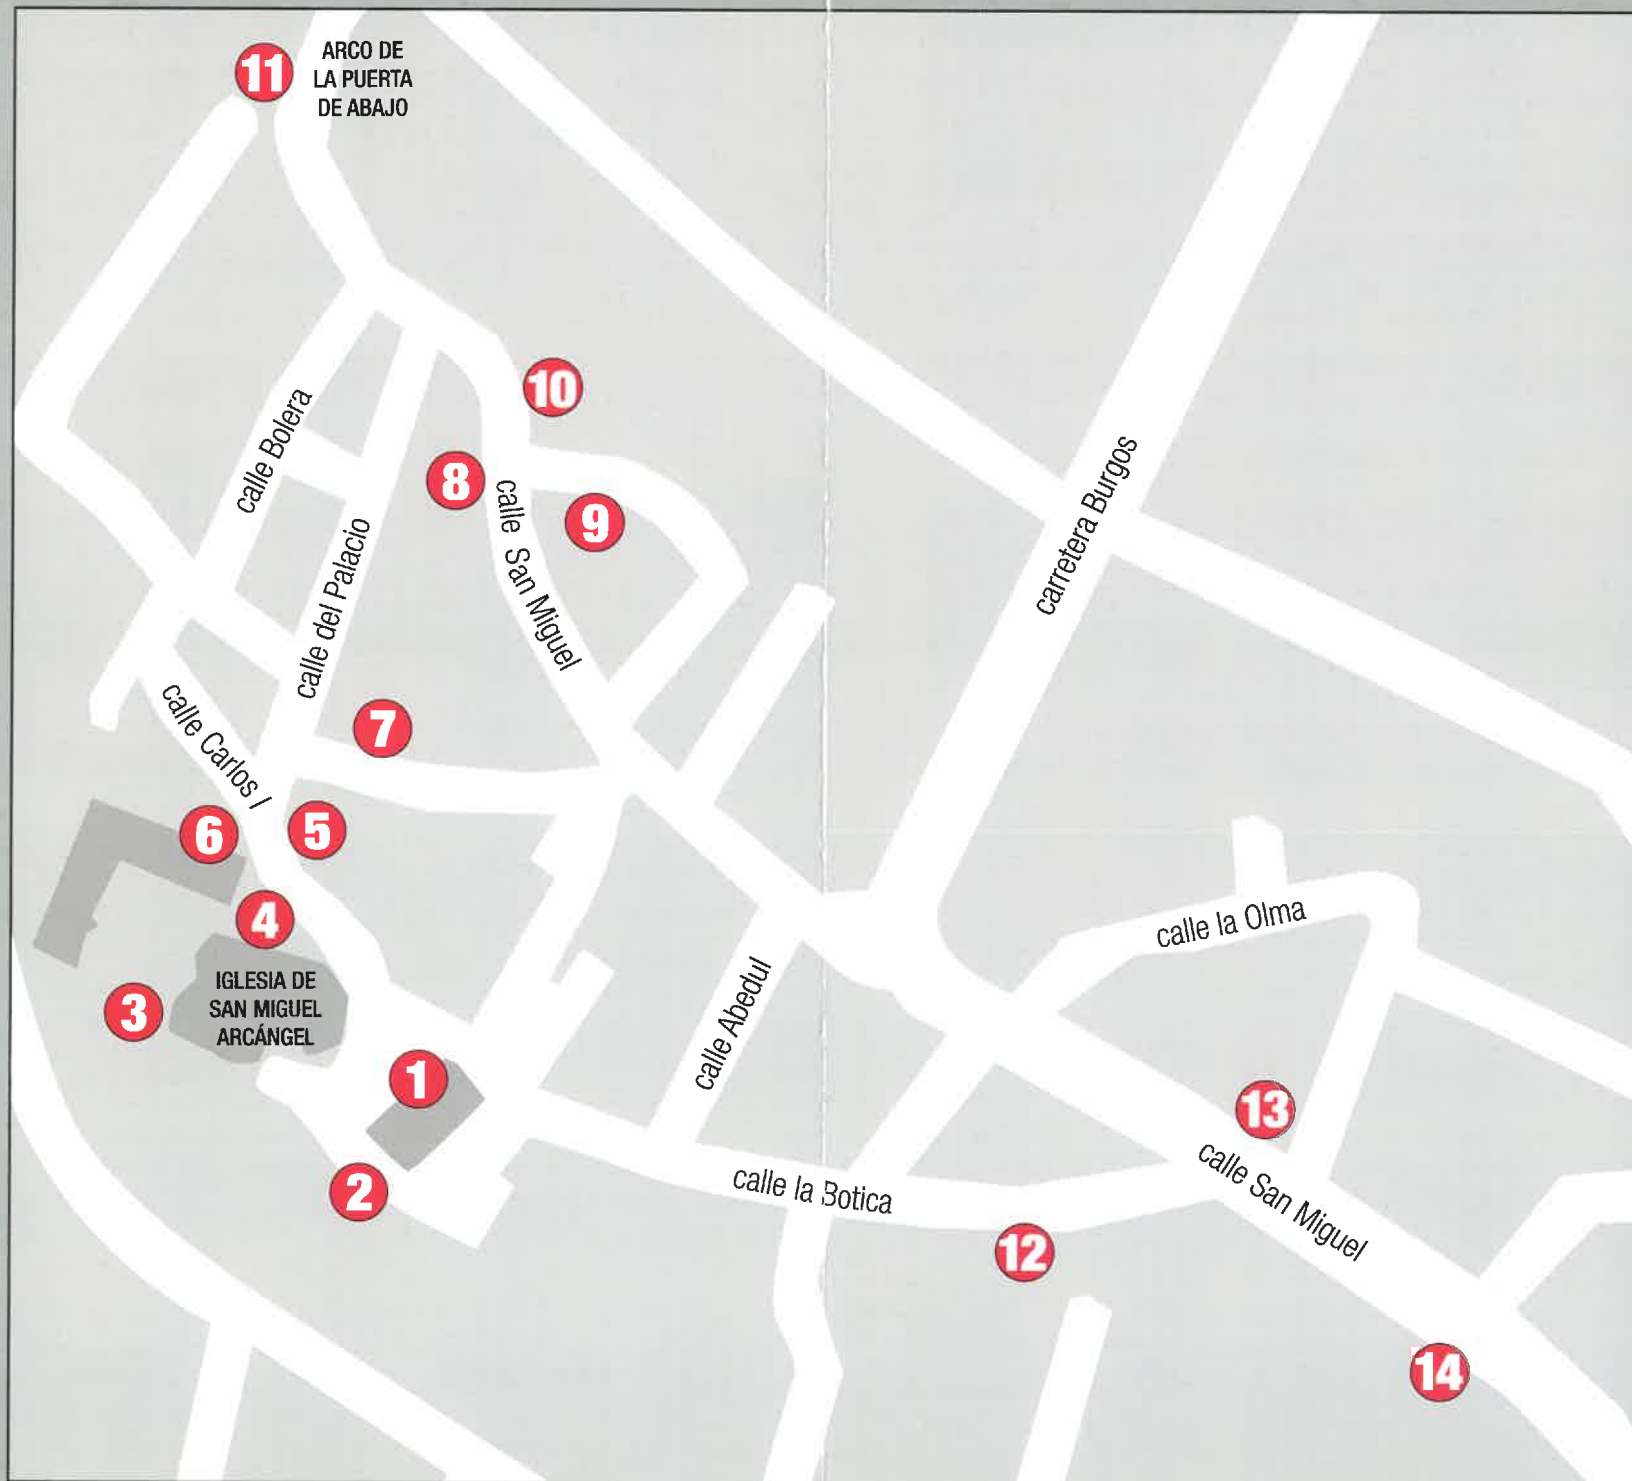 11
ARCO DE
LA PUERTA
DE ABAJO
10
calle Bolera
8
calle San Miguel
9
carretera Burgos
calle del Palacio
7
calle Carlos I
6
5
4
calle la Olma
IGLESIA DE
SAN MIGUEL
ARCÁNGEL
3
calle Abedul
1
13
2
calle la Botica
calle San Miguel
12
14